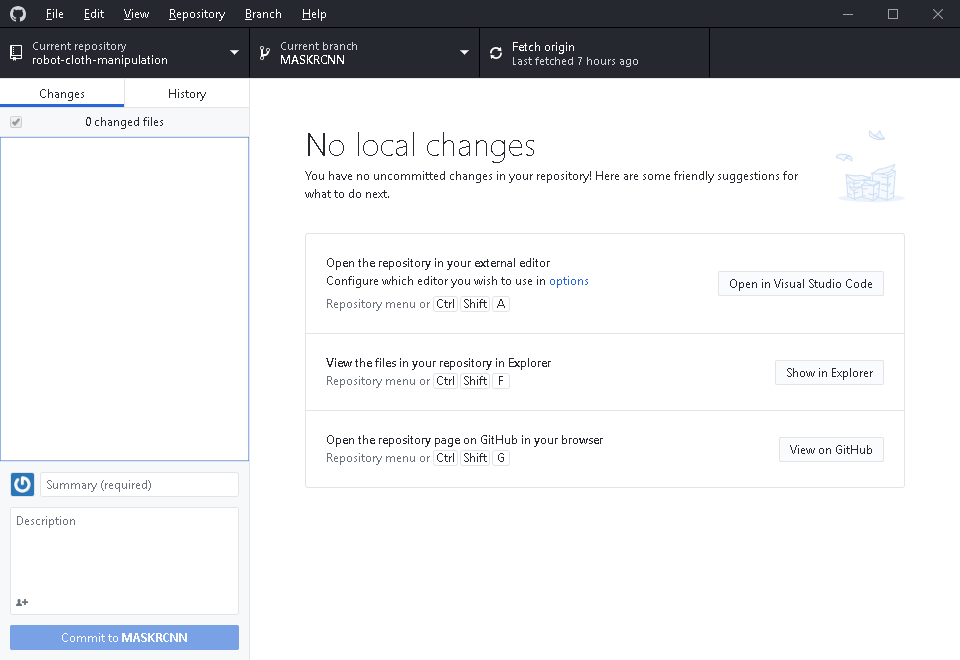 File Edit View Repository Branch Help
Current repository
robot-cloth-manipulation
Current branch
MASKRCNN
Fetch origin
Last fetched 7 hours ago
Changes
History
0 changed files
No local changes
You have no uncommitted changes in your repository! Here are some friendly suggestions for
what to do next.
Open the repository in your external editor
Configure which editor you wish to use in options
Repository menu or Ctrl Shift A
Open in Visual Studio Code
View the files in your repository in Explorer
Repository menu or Ctrl Shift F
Show in Explorer
Open the repository page on GitHub in your browser
Repository menu or Ctrl Shift G
View on GitHub
Summary (required)
Description
Commit to MASKRCNN